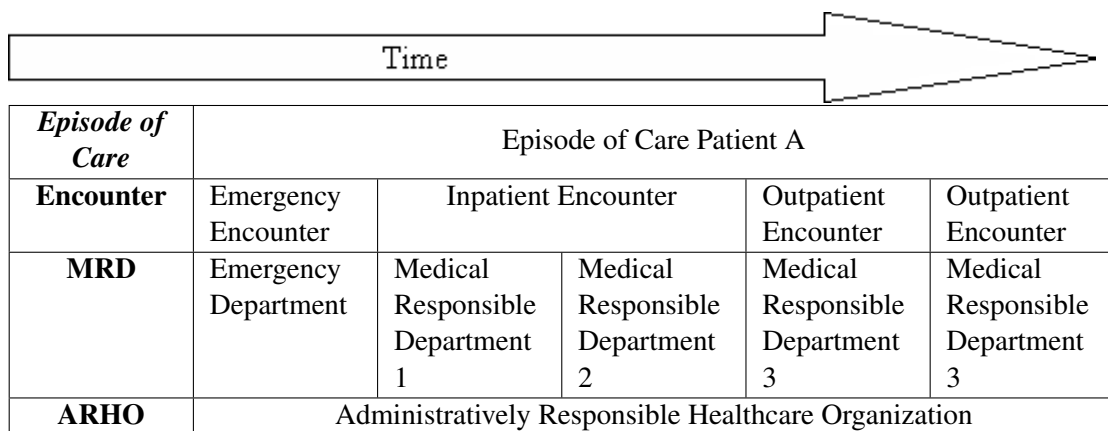 Time
Episode of Care
Episode of Care Patient A
Encounter
Emergency Encounter
Inpatient Encounter
Outpatient Encounter
Outpatient Encounter
MRD
Emergency Department
Medical Responsible Department 1
Medical Responsible Department 2
Medical Responsible Department 3
Medical Responsible Department 3
ARHO
Administratively Responsible Healthcare Organization